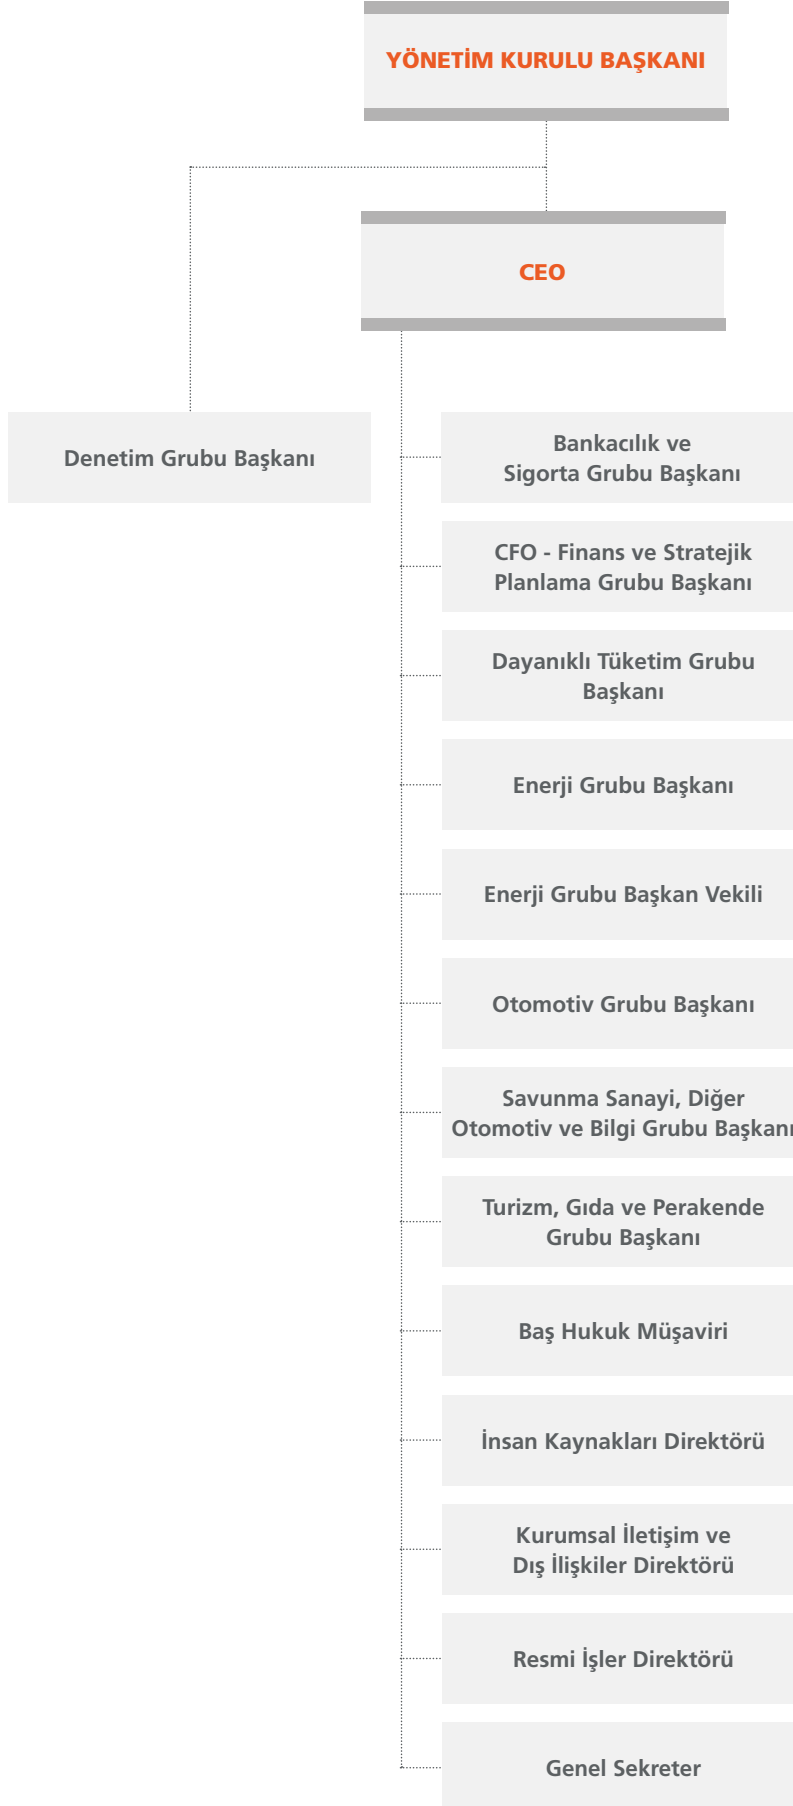 YÖNETİM KURULU BAŞKANI
CEO
Denetim Grubu Başkanı
Bankacılık ve
Sigorta Grubu Başkanı
CFO - Finans ve Stratejik
Planlama Grubu Başkanı
Dayanıklı Tüketim Grubu
Başkanı
Enerji Grubu Başkanı
Enerji Grubu Başkan Vekili
Otomotiv Grubu Başkanı
Savunma Sanayi, Diğer
Otomotiv ve Bilgi Grubu Başkanı
Turizm, Gıda ve Perakende
Grubu Başkanı
Baş Hukuk Müşaviri
İnsan Kaynakları Direktörü
Kurumsal İletişim ve
Dış İlişkiler Direktörü
Resmi İşler Direktörü
Genel Sekreter